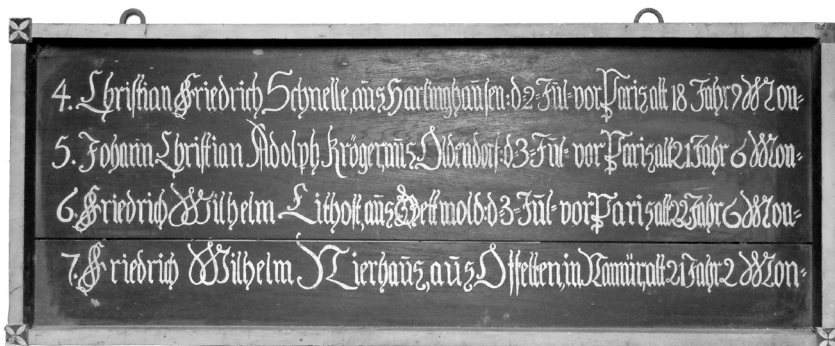 4. Christian Friedrich Schnelle, aus Hartinghausen: d 2 = Jul = vor Paris alt 18 Jahr 9 Mon=
5. Johann Christian Adolph Kröger, aus Oldendorf: d 3 = Jul = vor Paris alt 21 Jahr 6 Mon=
6. Friedrich Wilhelm Lithoff, aus Dettmold: d 3 = Jul = vor Paris alt 22 Jahr 6 Mon=
7. Friedrich Wilhelm Nierhaus, aus Offelten, in Namür, alt 21 Jahr 2 Mon=